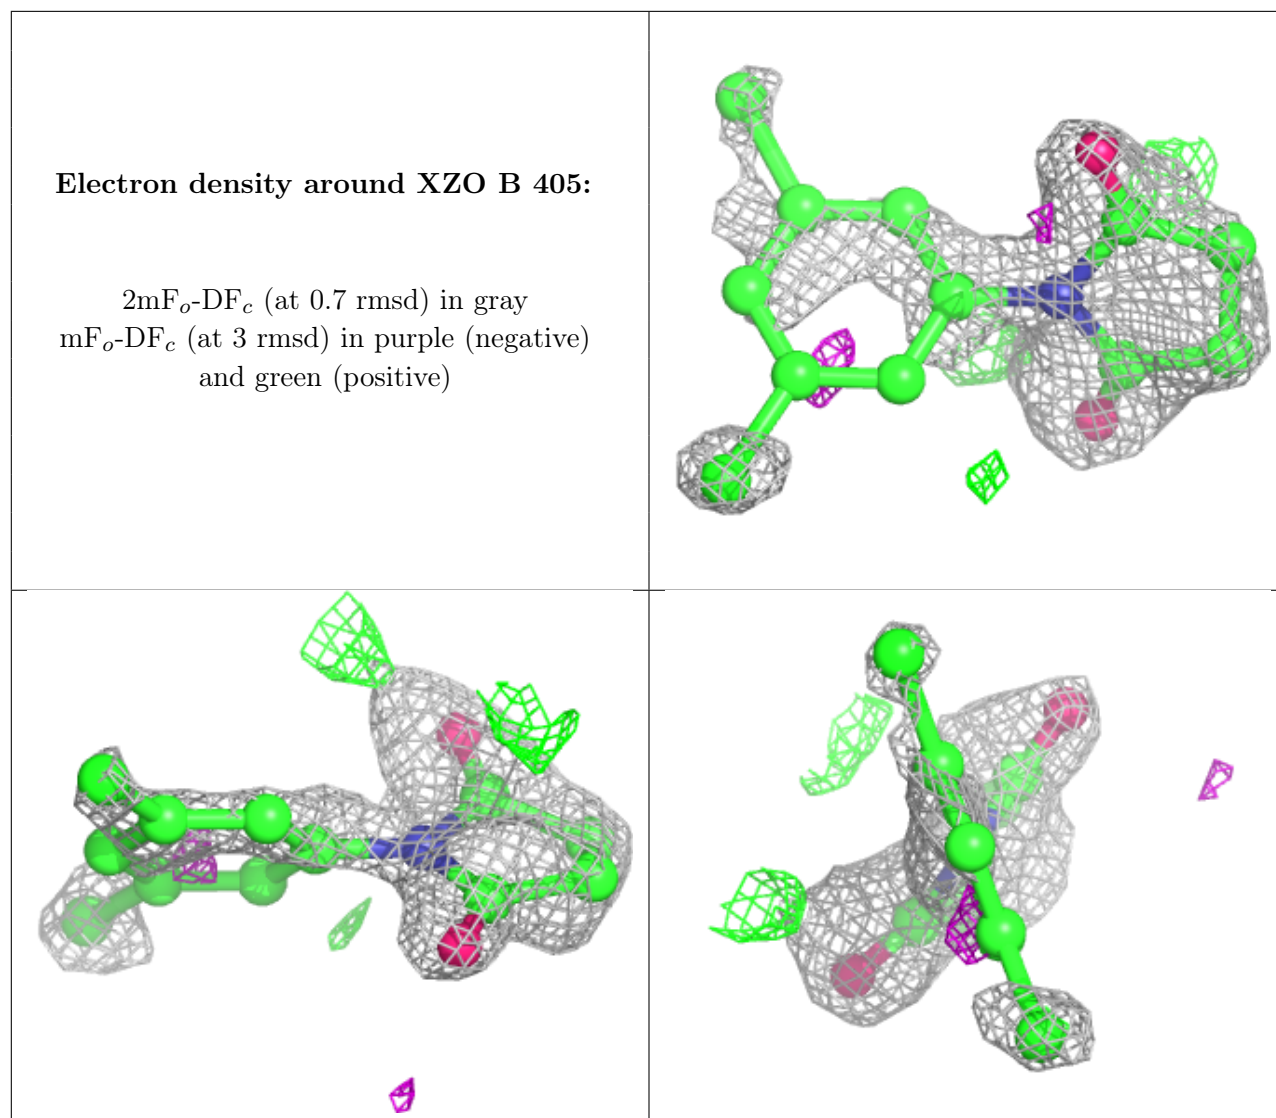 Electron density around XZO B 405:
2mFo-DFc (at 0.7 rmsd) in gray
mFo-DFc (at 3 rmsd) in purple (negative)
and green (positive)